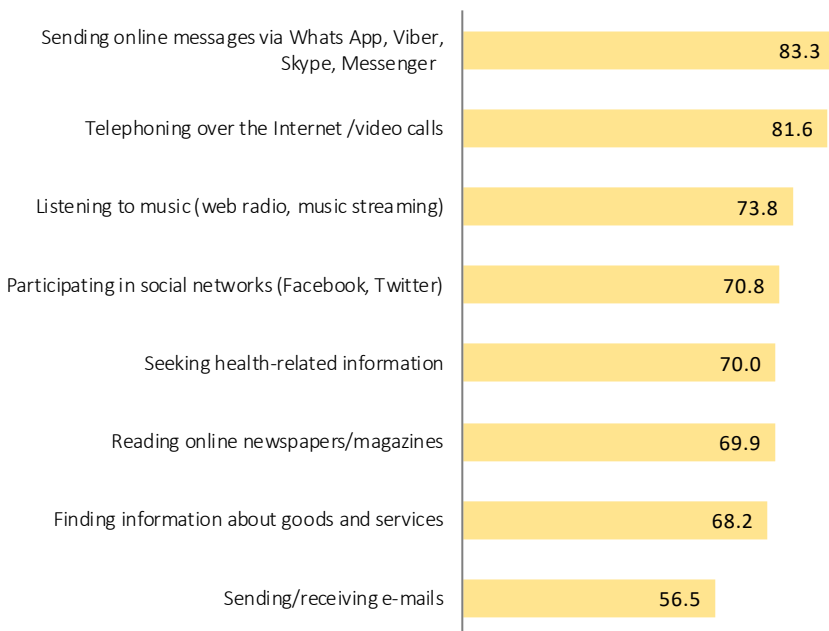 Sending online messages via Whats App, Viber,
Skype, Messenger
83.3
Telephoning over the Internet /video calls
81.6
Listening to music (web radio, music streaming)
73.8
Participating in social networks (Facebook, Twitter)
70.8
Seeking health-related information
70.0
Reading online newspapers/magazines
69.9
Finding information about goods and services
68.2
Sending/receiving e-mails
56.5